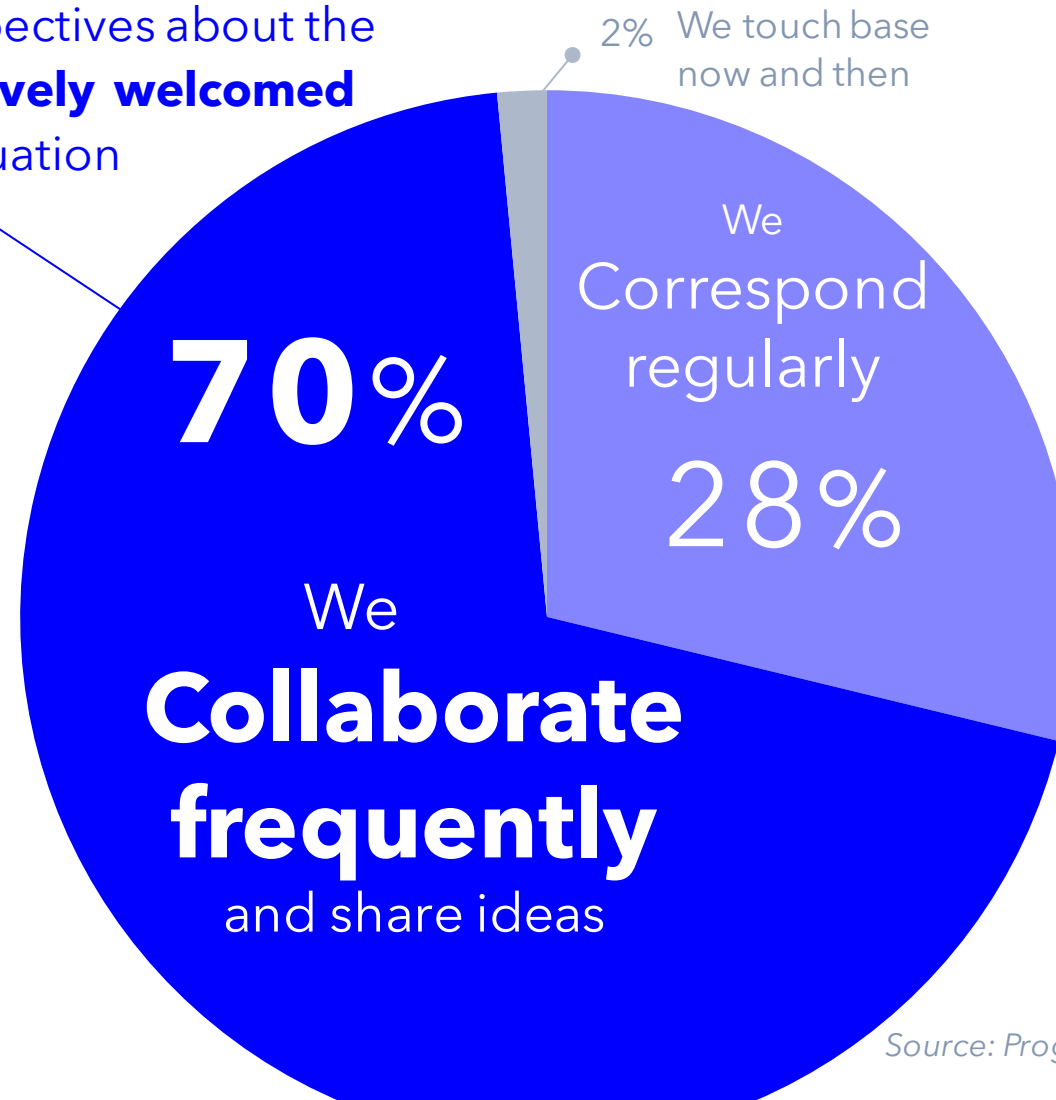 pectives about the
vely welcomed
uation
2%
We touch base
now and then
We
Correspond
regularly
28%
70%
We
Collaborate
frequently
and share ideas
Source: Prog